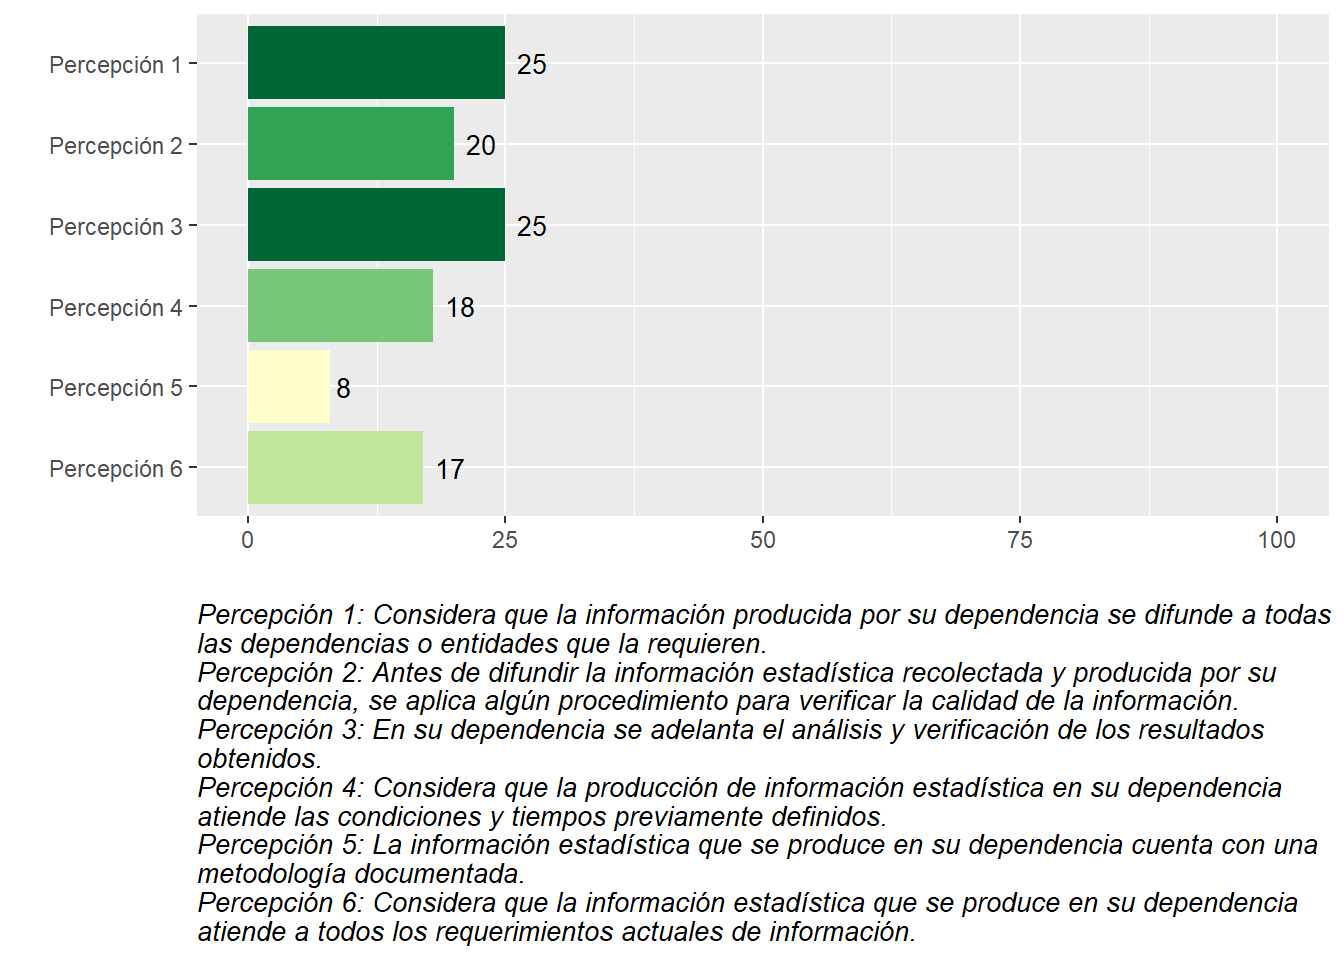 Percepción 1
25
Percepción 2
20
Percepción 3
25
Percepción 4
18
Percepción 5
8
Percepción 6
17
0 25 50 75 100
Percepción 1: Considera que la información producida por su dependencia se difunde a todas
las dependencias o entidades que la requieren.
Percepción 2: Antes de difundir la información estadística recolectada y producida por su
dependencia, se aplica algún procedimiento para verificar la calidad de la información.
Percepción 3: En su dependencia se adelanta el análisis y verificación de los resultados
obtenidos.
Percepción 4: Considera que la producción de información estadística en su dependencia
atiende las condiciones y tiempos previamente definidos.
Percepción 5: La información estadística que se produce en su dependencia cuenta con una
metodología documentada.
Percepción 6: Considera que la información estadística que se produce en su dependencia
atiende a todos los requerimientos actuales de información.